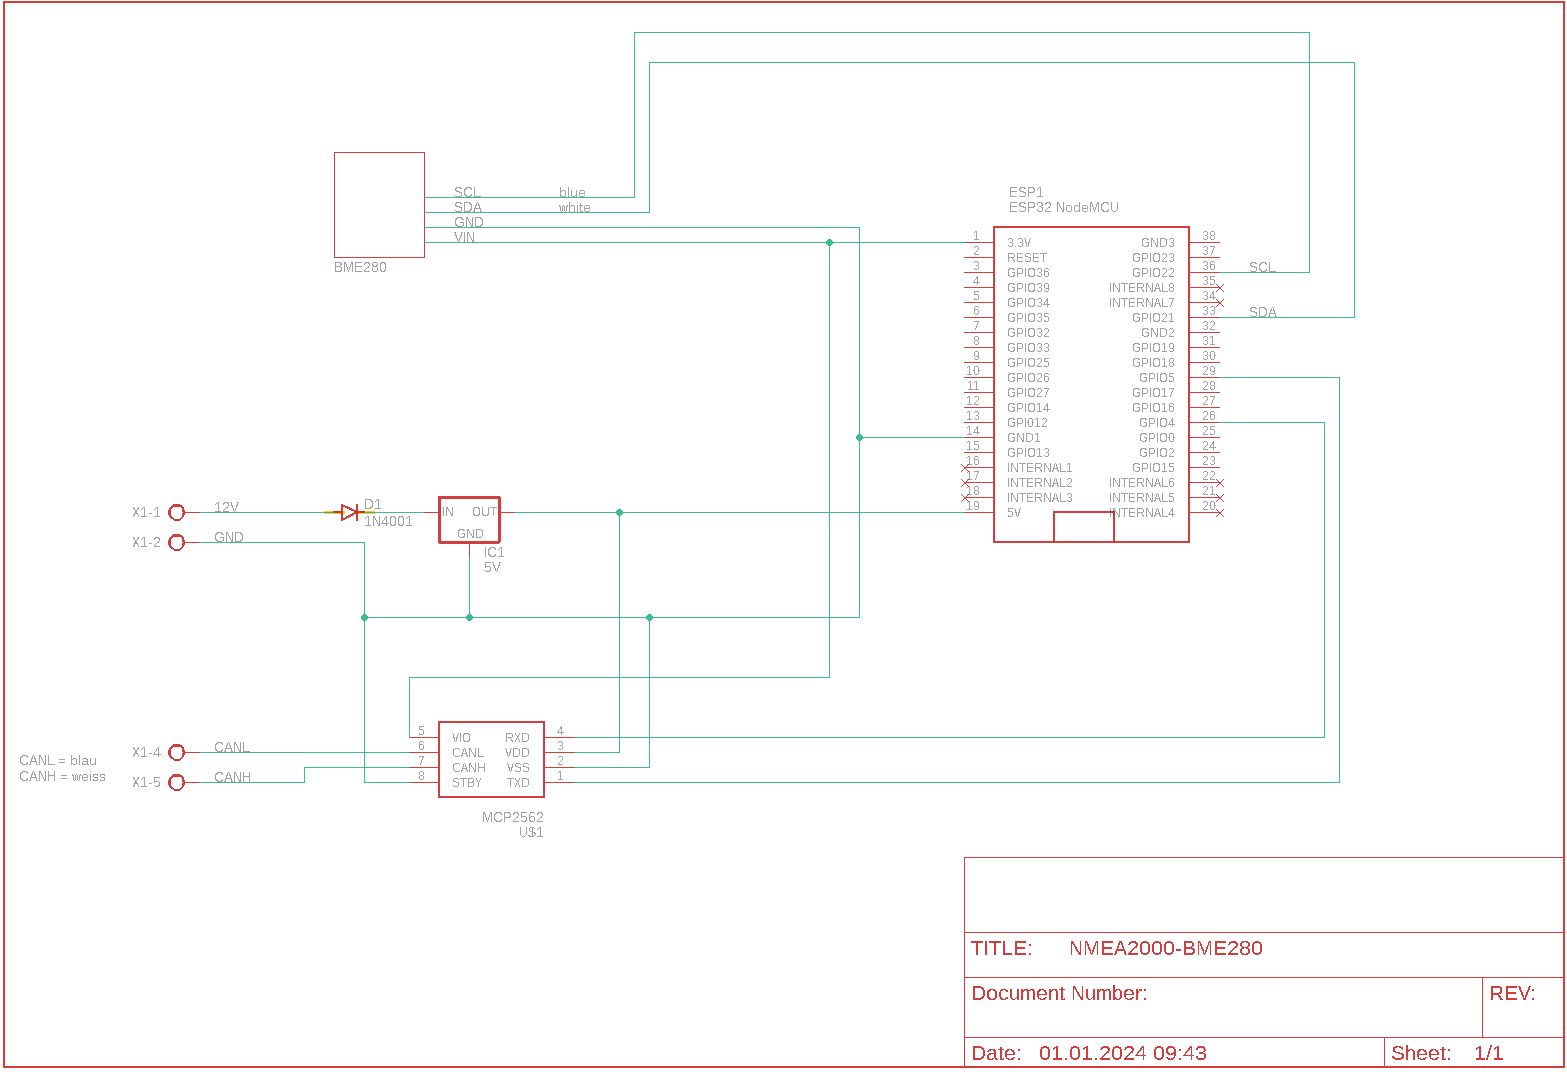 SCL blue
SDA white
GND
VIN
BME280
ESP1
ESP32 NodeMCU
1 3.3V GND3 38
2 RESET GPIO23 37
3 GPIO36 GPIO22 36 SCL
4 GPIO39 INTERNAL8 35
5 GPIO34 INTERNAL7 34
6 GPIO35 GPIO21 33 SDA
7 GPIO32 GND2 32
8 GPIO33 GPIO19 31
9 GPIO25 GPIO18 30
10 GPIO26 GPIO5 29
11 GPIO27 GPIO17 28
12 GPIO14 GPIO16 27
13 GPI012 GPIO4 26
14 GND1 GPIO0 25
15 GPIO13 GPIO2 24
16 INTERNAL1 GPIO15 23
17 INTERNAL2 INTERNAL6 22
18 INTERNAL3 INTERNAL5 21
19 5V INTERNAL4 20
X1-1 12V D1
1N4001
IN OUT
GND
IC1
5V
X1-2 GND
CANL = blau
CANH = weiss
X1-4 CANL
X1-5 CANH
5 VIO RXD 4
6 CANL VDD 3
7 CANH VSS 2
8 STBY TXD 1
MCP2562
U$1
TITLE: NMEA2000-BME280
Document Number: REV:
Date: 01.01.2024 09:43 Sheet: 1/1